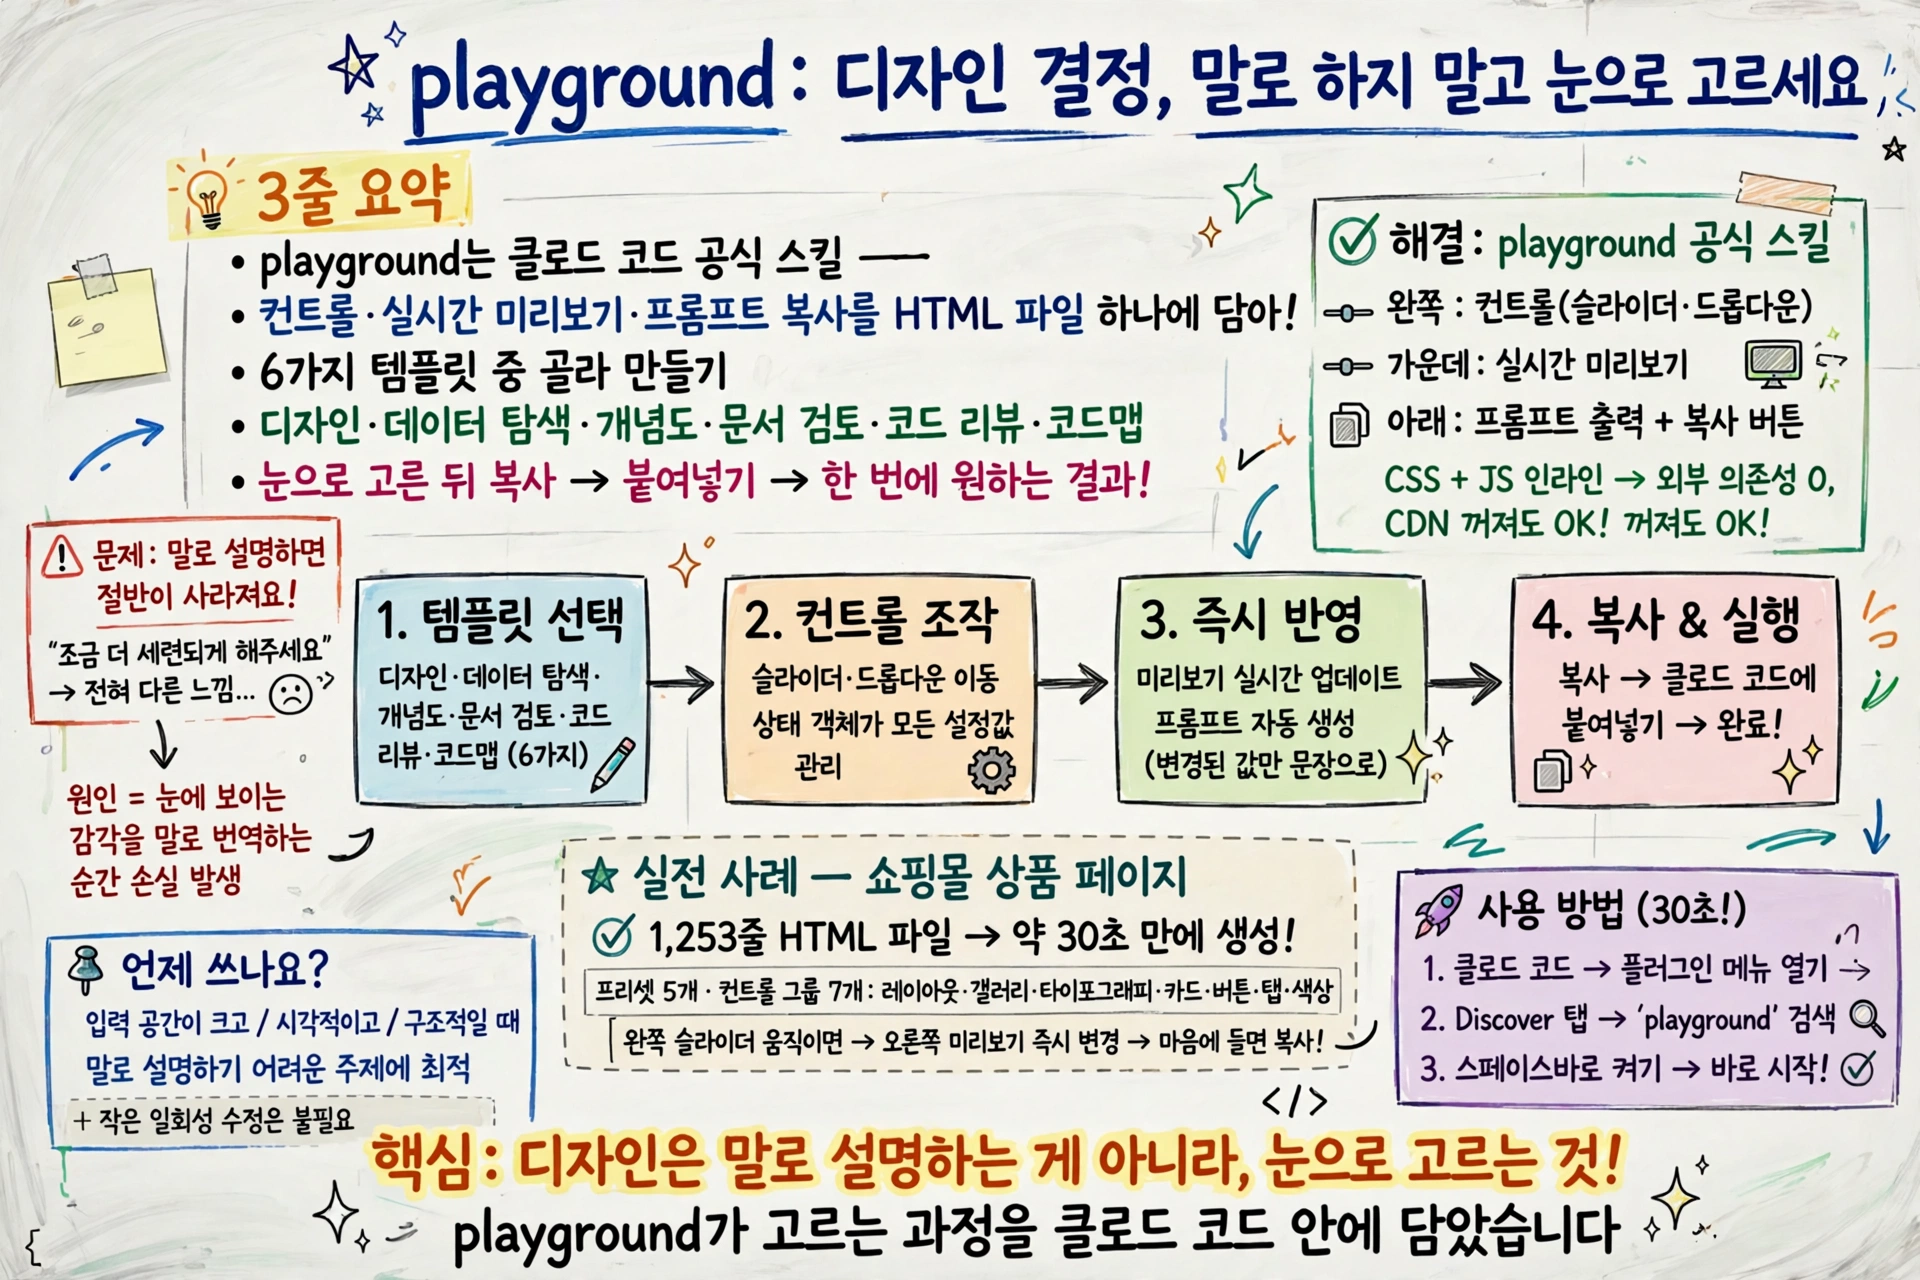 playground : 디자인 결정, 말로 하지 말고 눈으로 고르세요
3줄 요약
• playground는 클로드 코드 공식 스킬 —
• 컨트롤·실시간 미리보기·프롬프트 복사를 HTML 파일 하나에 담아!
• 6가지 템플릿 중 골라 만들기
• 디자인·데이터 탐색·개념도·문서 검토·코드 리뷰·코드맵
• 눈으로 고른 뒤 복사 → 붙여넣기 → 한 번에 원하는 결과!
해결 : playground 공식 스킬
완쪽 : 컨트롤(슬라이더·드롭다운)
가운데 : 실시간 미리보기
아래 : 프롬프트 출력 + 복사 버튼
CSS + JS 인라인 → 외부 의존성 0,
CDN 꺼져도 OK! 꺼져도 OK!
문제 : 말로 설명하면
절반이 사라져요!
“조금 더 세련되게 해주세요”
→ 전혀 다른 느낌...
원인 = 눈에 보이는
감각을 말로 번역하는
순간 손실 발생
1. 템플릿 선택
디자인·데이터 탐색·
개념도·문서 검토·코드
리뷰·코드맵 (6가지)
2. 컨트롤 조작
슬라이더·드롭다운 이동
상태 객체가 모든 설정값
관리
3. 즉시 반영
미리보기 실시간 업데이트
프롬프트 자동 생성
(변경된 값만 문장으로)
4. 복사 & 실행
복사 → 클로드 코드에
붙여넣기 → 완료!
언제 쓰나요?
입력 공간이 크고 / 시각적이고 / 구조적일 때
말로 설명하기 어려운 주제에 최적
+ 작은 일회성 수정은 불필요
실전 사례 — 쇼핑몰 상품 페이지
1,253줄 HTML 파일 → 약 30초 만에 생성!
프리셋 5개 · 컨트롤 그룹 7개 : 레이아웃·갤러리·타이포그래피·카드·버튼·탭·색상
완쪽 슬라이더 움직이면 → 오른쪽 미리보기 즉시 변경 → 마음에 들면 복사!
사용 방법 (30초!)
1. 클로드 코드 → 플러그인 메뉴 열기 →
2. Discover 탭 → ‘playground’ 검색
3. 스페이스바로 켜기 → 바로 시작!
</>
핵심 : 디자인은 말로 설명하는 게 아니라, 눈으로 고르는 것!
playground가 고르는 과정을 클로드 코드 안에 담았습니다
{